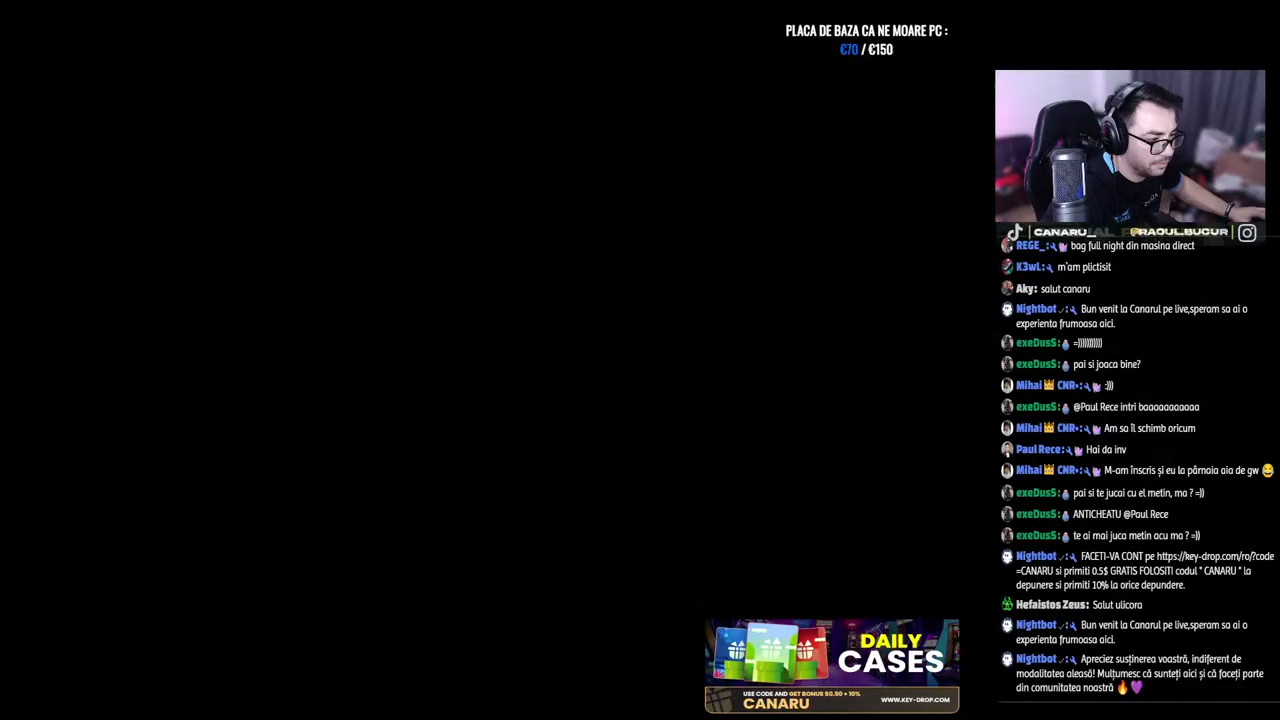 PLACA DE BAZA CA NE MOARE PC :
€70 / €150
CANARU_
@RAOUL.BUCUR
REGE_: bag full night din masina direct
K3wL: m`am plictisit
Aky: salut canaru
Nightbot : Bun venit la Canarul pe live,speram sa ai o
experienta frumoasa aici.
exeDusS: =)))))))))))
exeDusS: pai si joaca bine?
Mihai CNR•: :)))
exeDusS: @Paul Rece intri baaaaaaaaaaa
Mihai CNR•: Am sa îl schimb oricum
Paul Rece: Hai da inv
Mihai CNR•: M-am înscris și eu la pârnaia aia de gw 😂
exeDusS: pai si te jucai cu el metin, ma ? =))
exeDusS: ANTICHEATU @Paul Rece
exeDusS: te ai mai juca metin acu ma ? =))
Nightbot : FACETI-VA CONT pe https://key-drop.com/ro/?code
=CANARU si primiti 0.5$ GRATIS FOLOSITI codul " CANARU " la
depunere si primiti 10% la orice depundere.
Hefaistos Zeus: Salut ulicora
Nightbot : Bun venit la Canarul pe live,speram sa ai o
experienta frumoasa aici.
Nightbot : Apreciez susținerea voastră, indiferent de
modalitatea aleasă! Mulțumesc că sunteți aici și că faceți parte
din comunitatea noastră 🔥💜
DAILY
CASES
USE CODE AND GET BONUS $0.50 + 10%
CANARU
WWW.KEY-DROP.COM